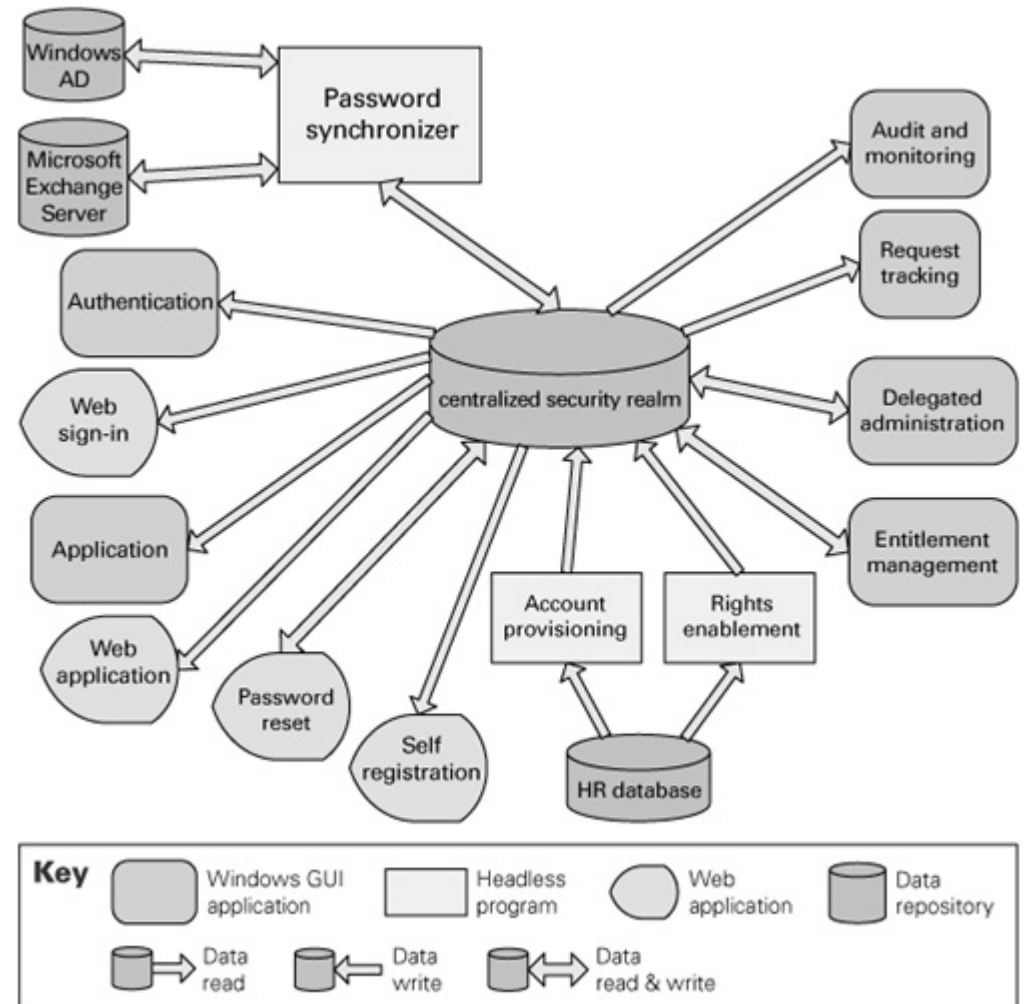 Windows
AD
Password
synchronizer
Microsoft
Exchange
Server
Audit and
monitoring
Request
tracking
Authentication
centralized security realm
Web
sign-in
Delegated
administration
Application
Entitlement
management
Account
provisioning
Rights
enablement
Web
application
Password
reset
Self
registration
HR database
Key
Windows GUI
application
Headless
program
Web
application
Data
repository
Data
read
Data
write
Data
read & write